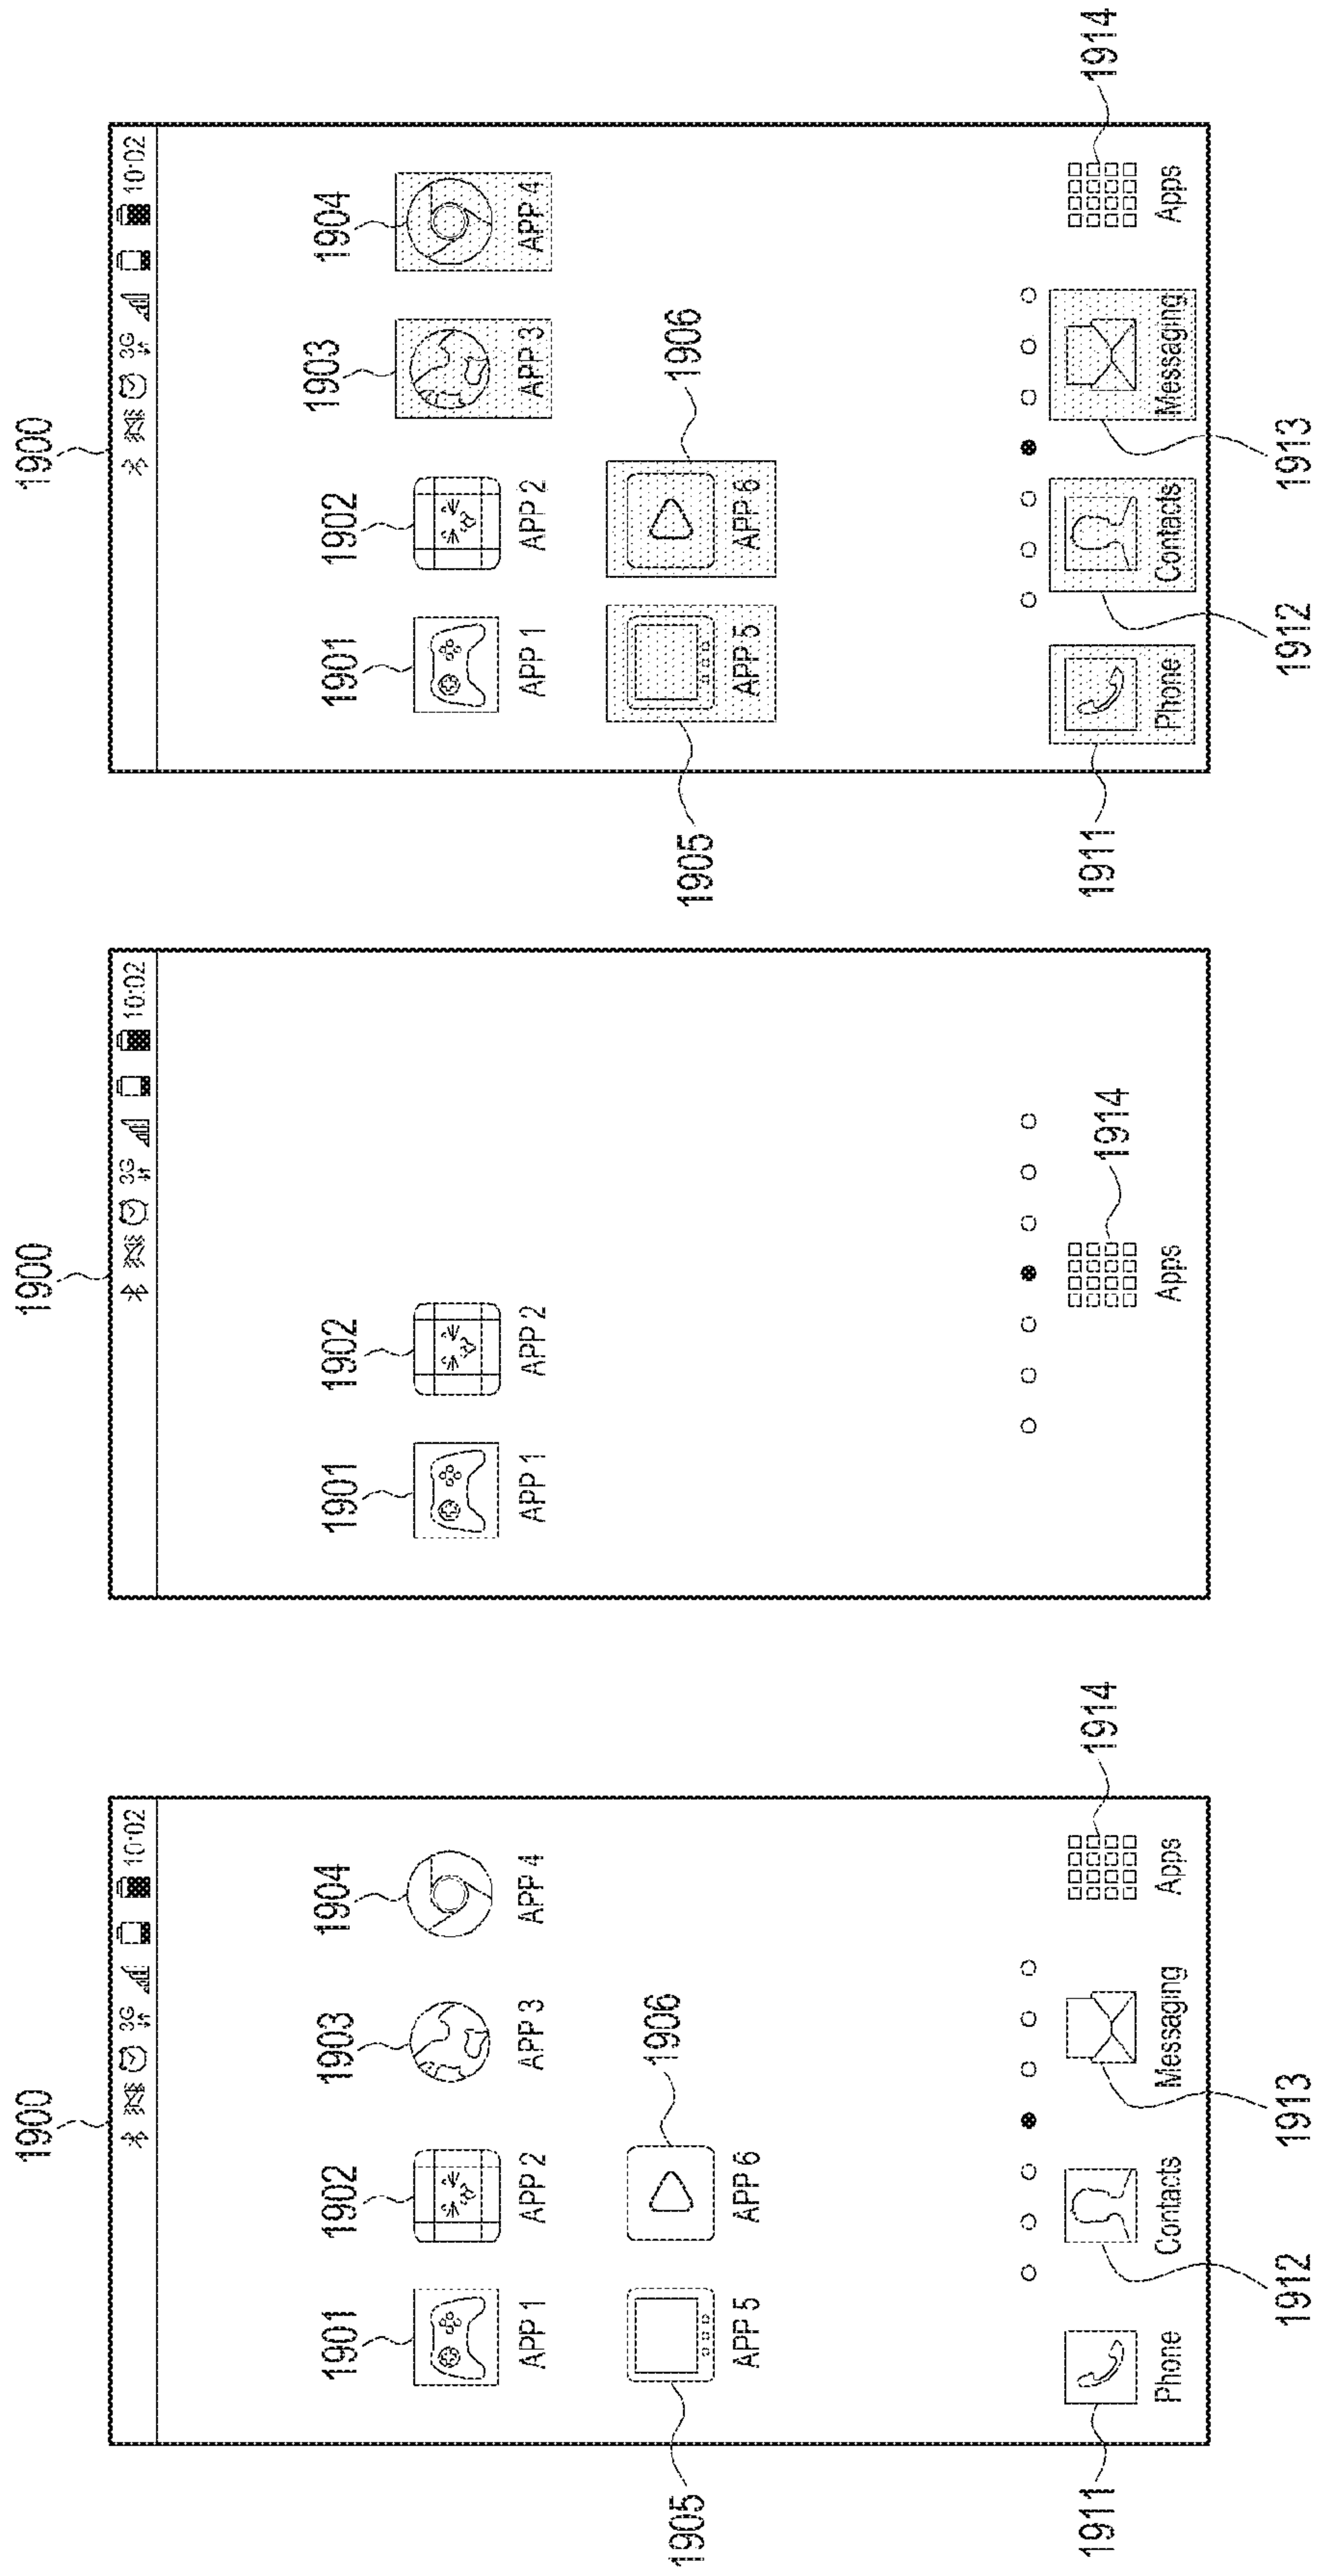 1900
3G 10:02
1901 1902 1903 1904
APP 1 APP 2 APP 3 APP 4
1905 1906
APP 5 APP 6
1911 1914
Phone Contacts Messaging Apps
1912 1913
1900
3G 10:02
1901 1902
APP 1 APP 2
1914
Apps
1900
3G 10:02
1901 1902 1903 1904
APP 1 APP 2 APP 3 APP 4
1905 1906
APP 5 APP 6
1911 1914
Phone Contacts Messaging Apps
1912 1913